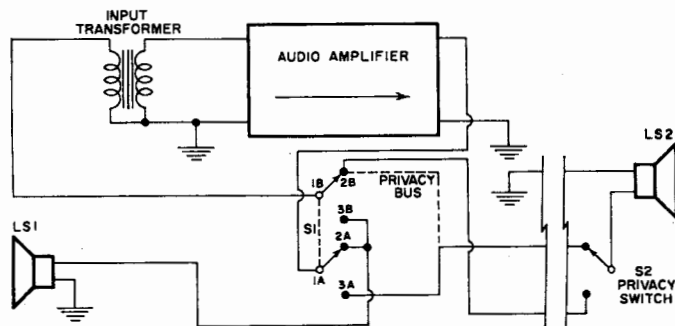 INPUT
TRANSFORMER
AUDIO AMPLIFIER
LS2
1B
2B
PRIVACY
BUS
3B
LS1
S1
2A
1A
3A
S2
PRIVACY
SWITCH